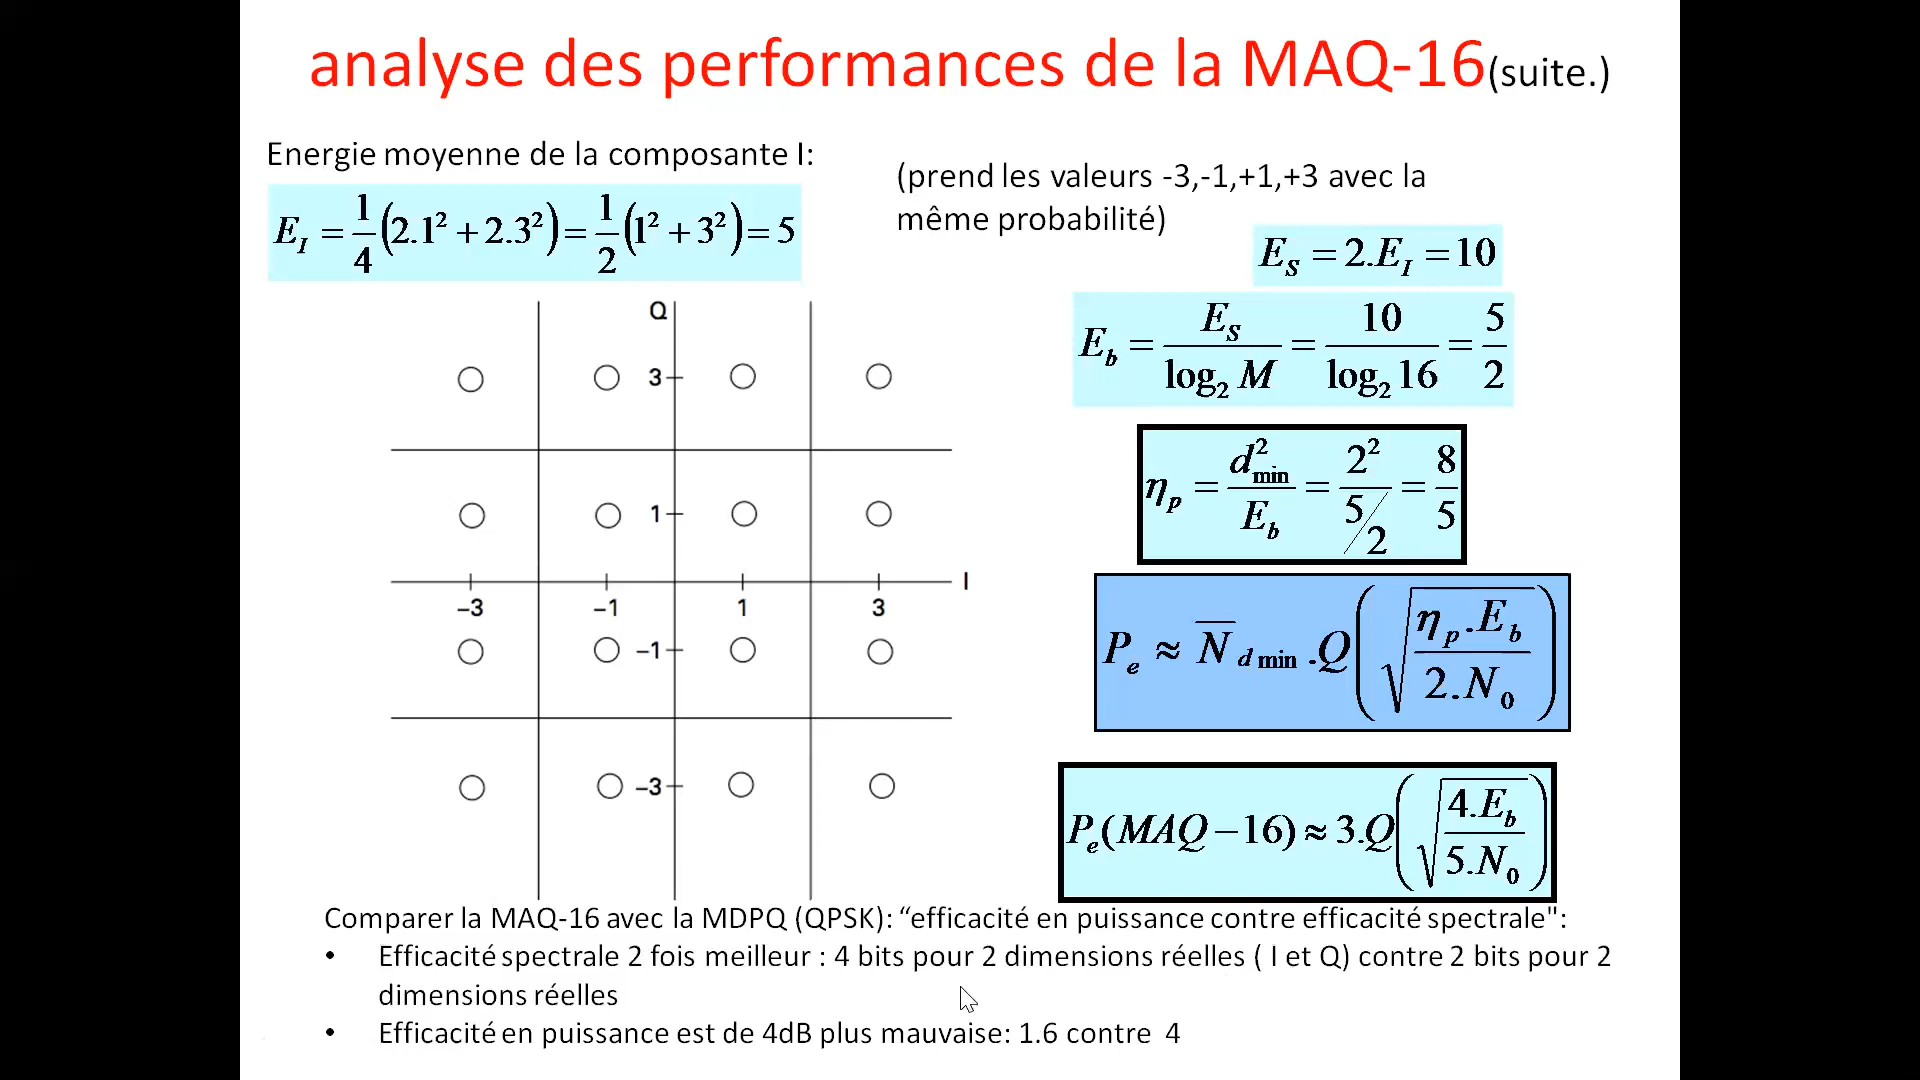 analyse des performances de la MAQ-16(suite.)
Energie moyenne de la composante I:
(prend les valeurs -3,-1,+1,+3 avec la
même probabilité)
E_I = 1/4 (2.1² + 2.3²) = 1/2 (1² + 3²) = 5
E_S = 2.E_I = 10
E_b = E_S / log₂ M = 10 / log₂ 16 = 5/2
η_p = d²_min / E_b = 2² / (5/2) = 8/5
P_e ≈ N̅_d min .Q(√(η_p.E_b / 2.N_0))
P_e(MAQ−16) ≈ 3.Q(√(4.E_b / 5.N_0))
Q
3
1
I
−3 −1 1 3
−1
−3
Comparer la MAQ-16 avec la MDPQ (QPSK): “efficacité en puissance contre efficacité spectrale":
• Efficacité spectrale 2 fois meilleur : 4 bits pour 2 dimensions réelles ( I et Q) contre 2 bits pour 2
dimensions réelles
• Efficacité en puissance est de 4dB plus mauvaise: 1.6 contre 4